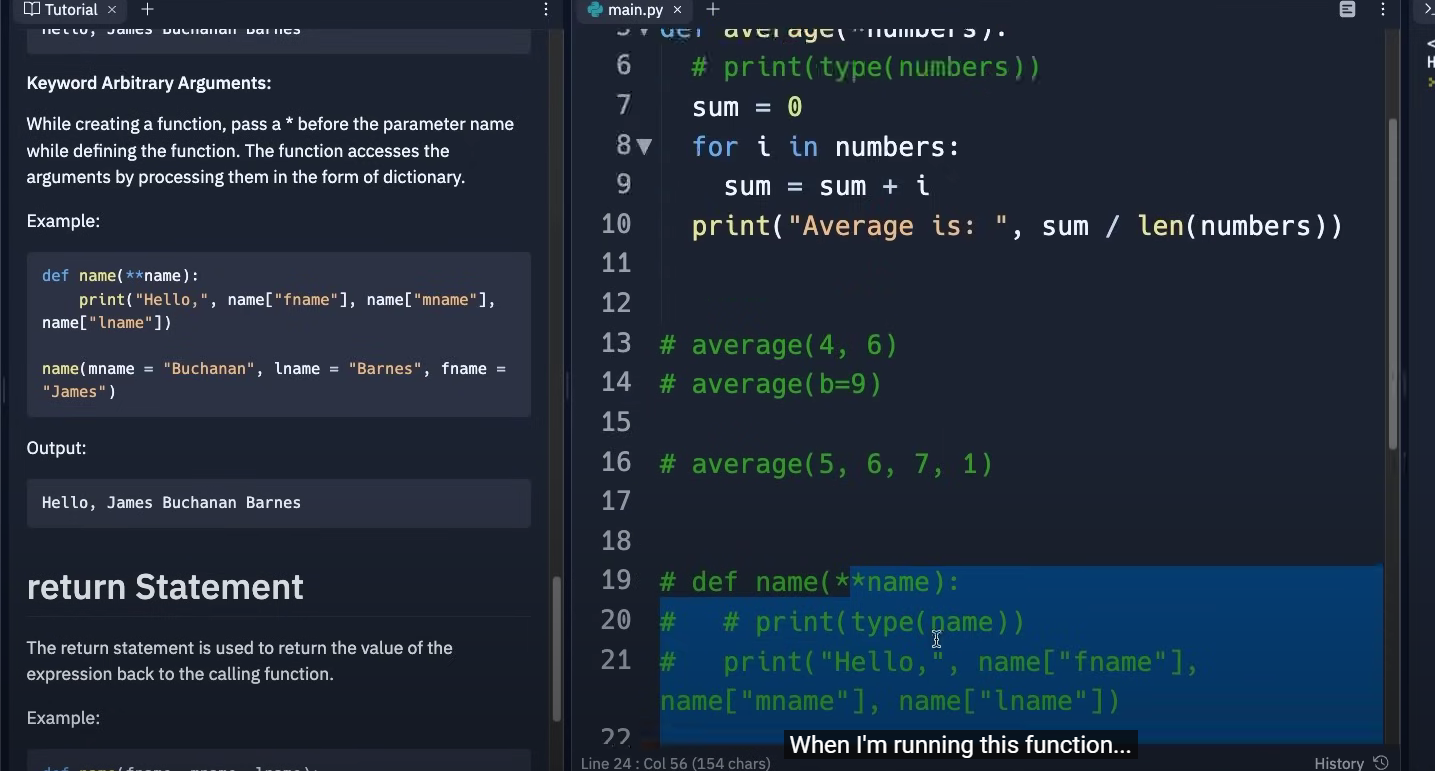 Tutorial
Hello, James Buchanan Barnes
Keyword Arbitrary Arguments:
While creating a function, pass a * before the parameter name
while defining the function. The function accesses the
arguments by processing them in the form of dictionary.
Example:
def name(**name):
    print("Hello,", name["fname"], name["mname"],
name["lname"])
name(mname = "Buchanan", lname = "Barnes", fname =
"James")
Output:
Hello, James Buchanan Barnes
return Statement
The return statement is used to return the value of the
expression back to the calling function.
Example:
main.py
5 def average(*numbers):
6   # print(type(numbers))
7   sum = 0
8   for i in numbers:
9     sum = sum + i
10   print("Average is: ", sum / len(numbers))
11
12
13 # average(4, 6)
14 # average(b=9)
15
16 # average(5, 6, 7, 1)
17
18
19 # def name(**name):
20 #   # print(type(name))
21 #   print("Hello,", name["fname"],
name["mname"], name["lname"])
22
When I'm running this function...
Line 24 : Col 56 (154 chars)
History